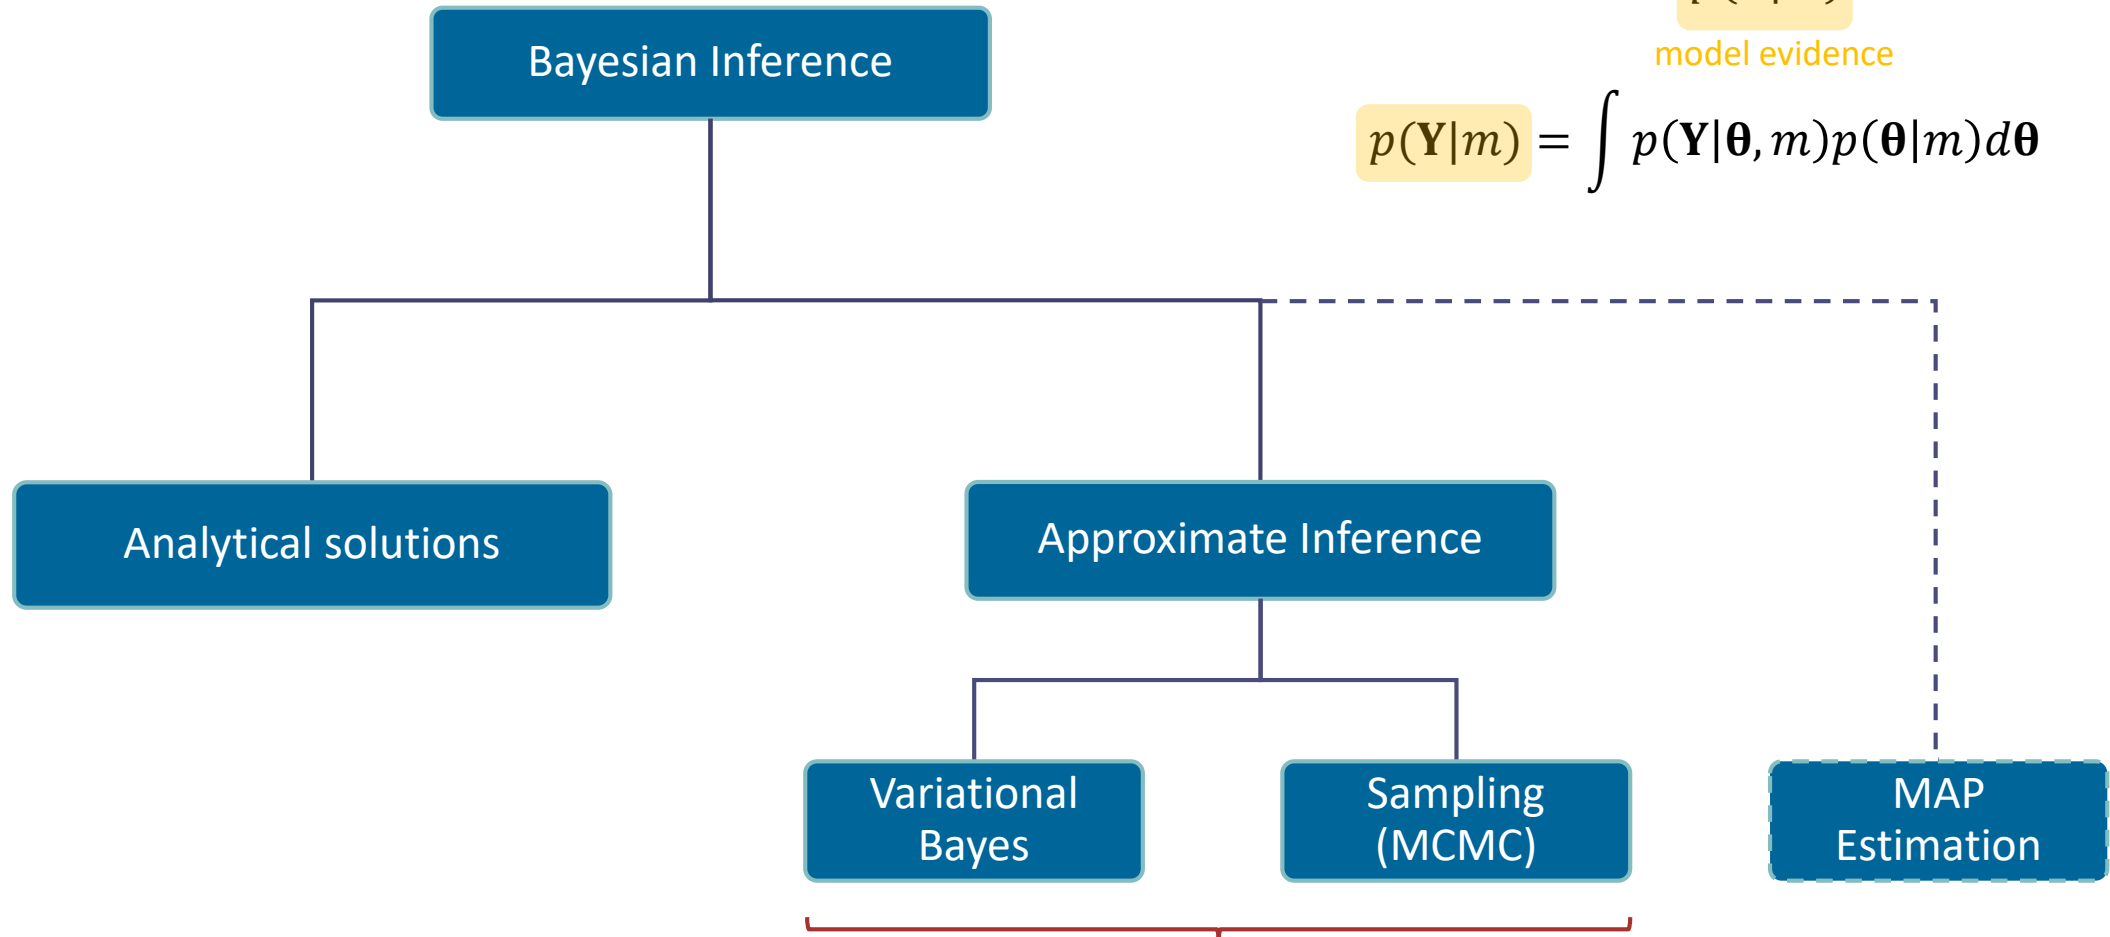 Bayesian Inference
model evidence
p(𝐘|m) = ∫ p(𝐘|𝛉, m)p(𝛉|m)d𝛉
Analytical solutions
Approximate Inference
Variational
Bayes
Sampling
(MCMC)
MAP
Estimation